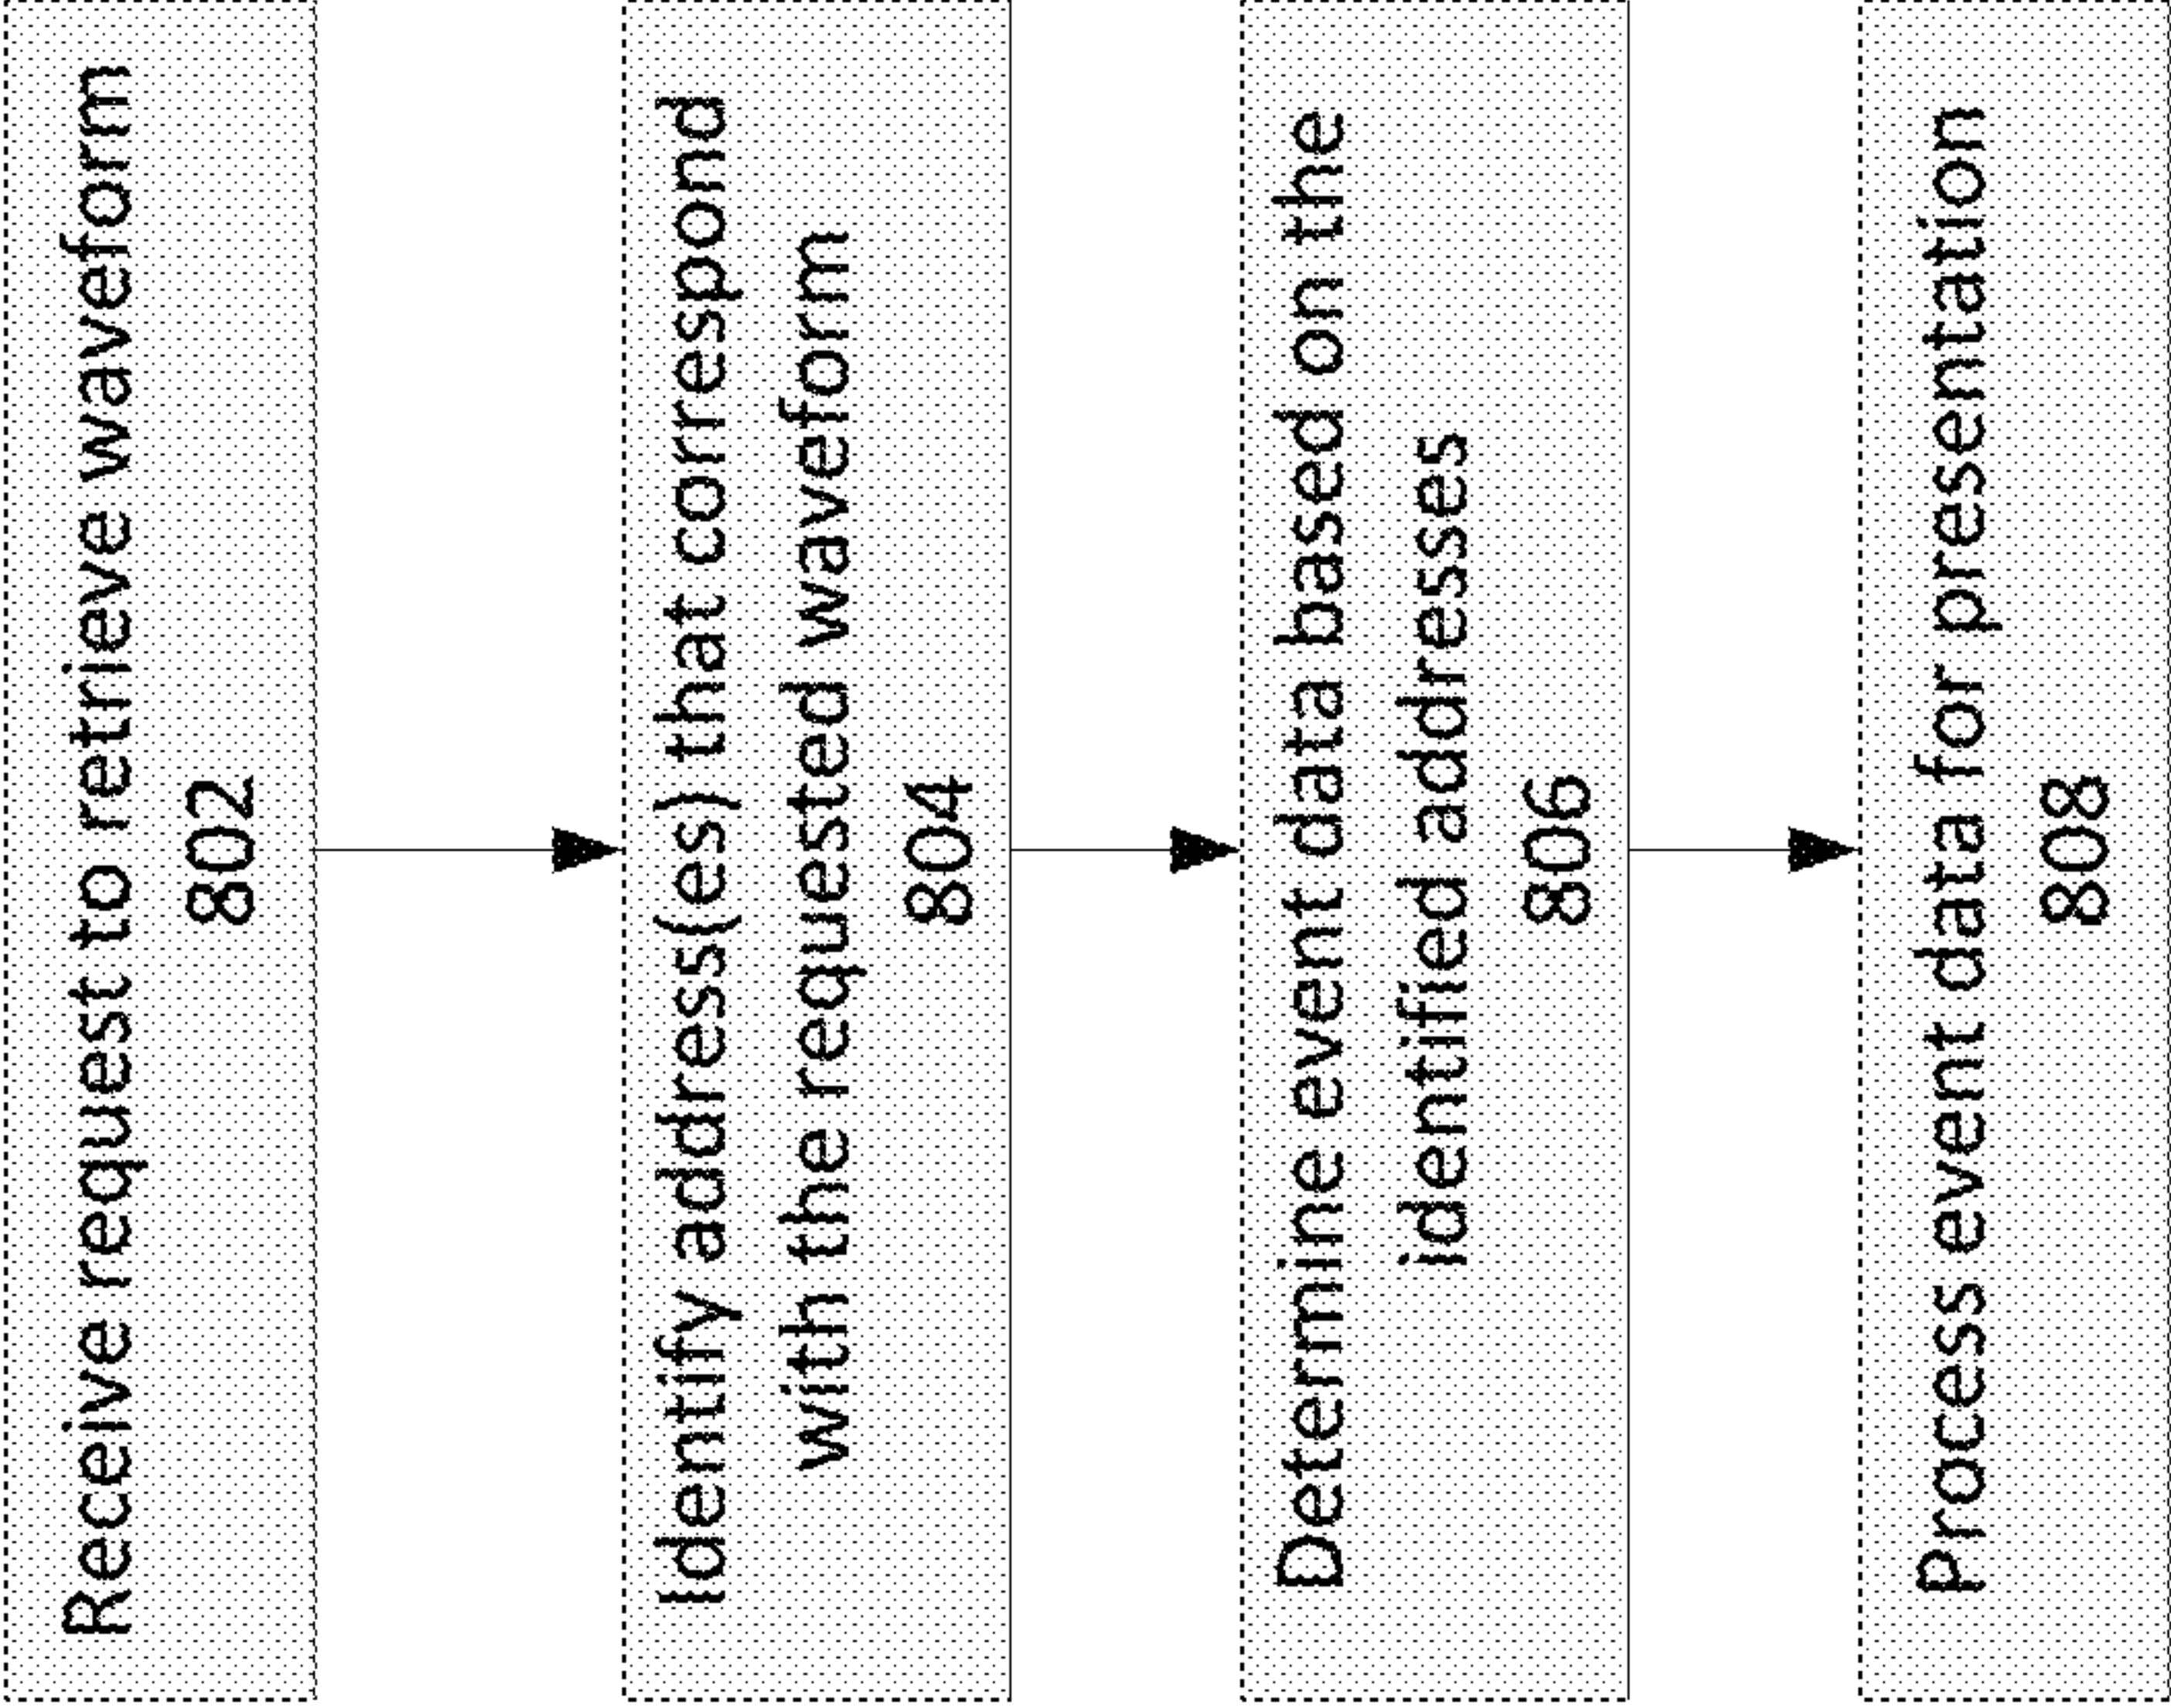 Receive request to retrieve waveform
802
Identify address(es) that correspond
with the requested waveform
804
Determine event data based on the
identified addresses
806
Process event data for presentation
808